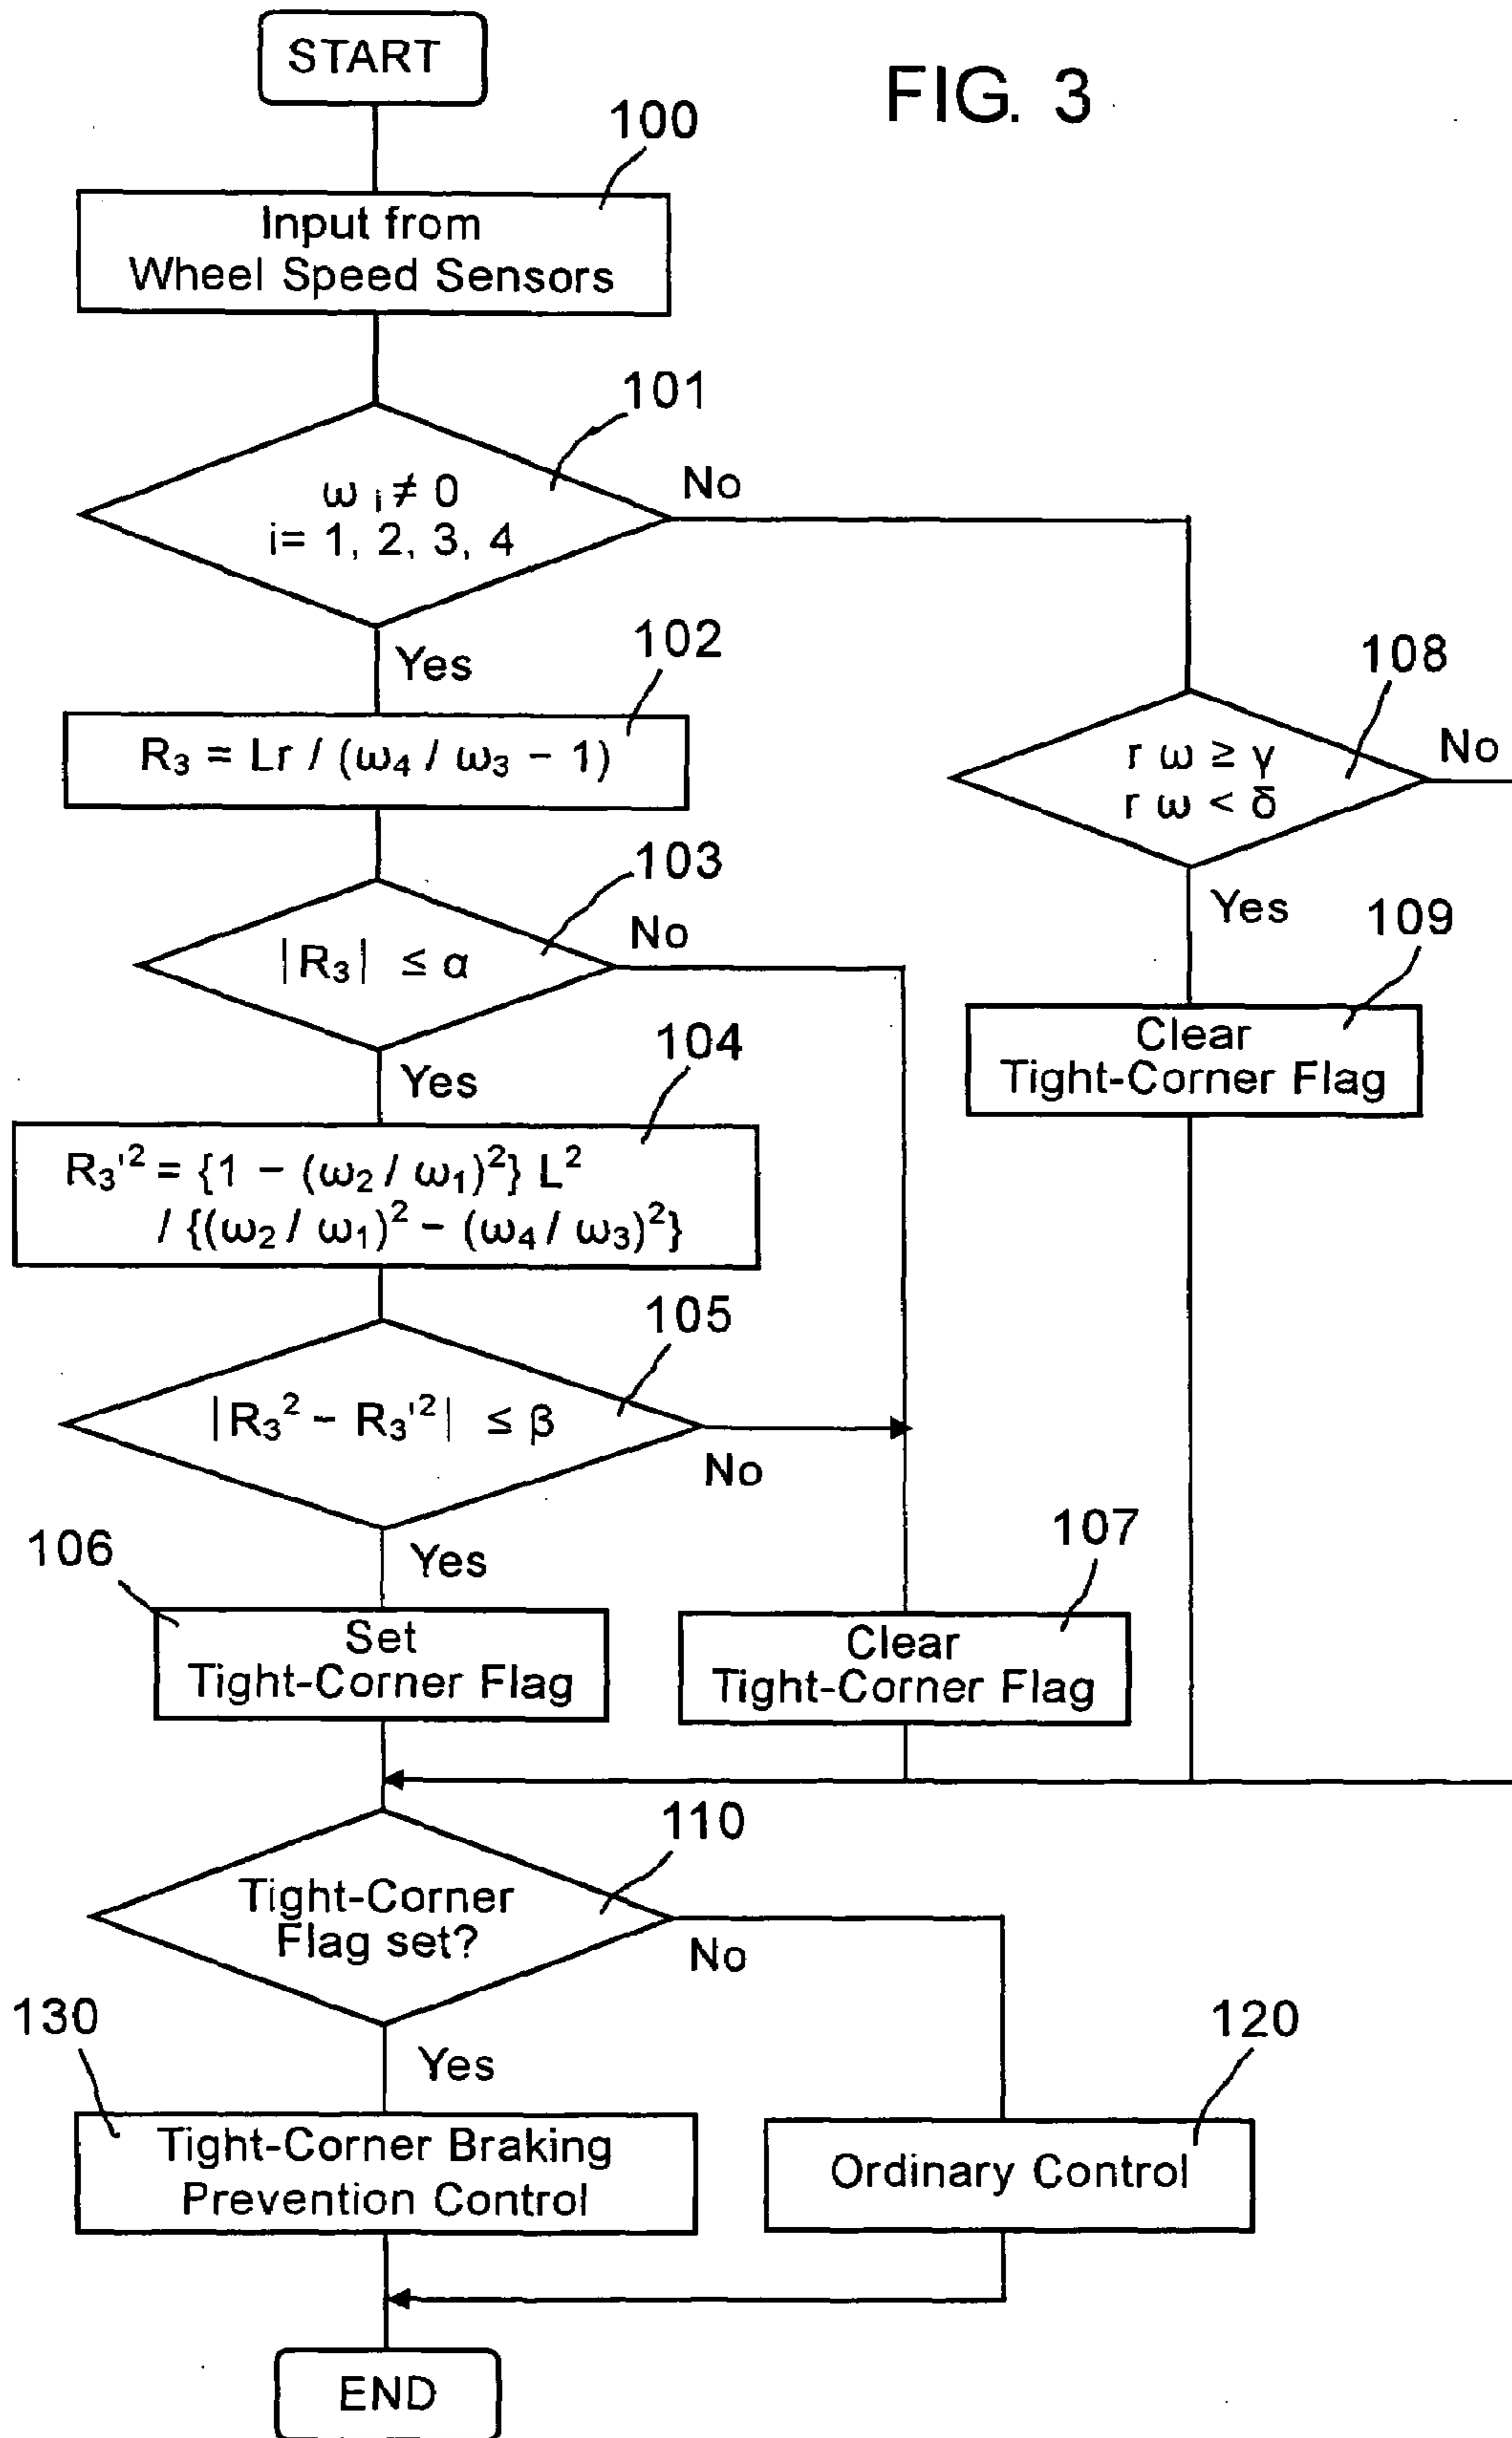 START
FIG. 3
100
Input from
Wheel Speed Sensors
101
ω i ≠ 0
i= 1, 2, 3, 4
No
Yes
102
R₃ = Lr / (ω₄ / ω₃ − 1)
108
r ω ≥ γ
r ω < δ
No
Yes
103
|R₃| ≤ α
No
Yes
109
Clear
Tight-Corner Flag
104
R₃'² = {1 − (ω₂ / ω₁)²} L²
/ {(ω₂ / ω₁)² − (ω₄ / ω₃)²}
105
|R₃² − R₃'²| ≤ β
No
Yes
106
Set
Tight-Corner Flag
107
Clear
Tight-Corner Flag
110
Tight-Corner
Flag set?
No
Yes
130
Tight-Corner Braking
Prevention Control
120
Ordinary Control
END